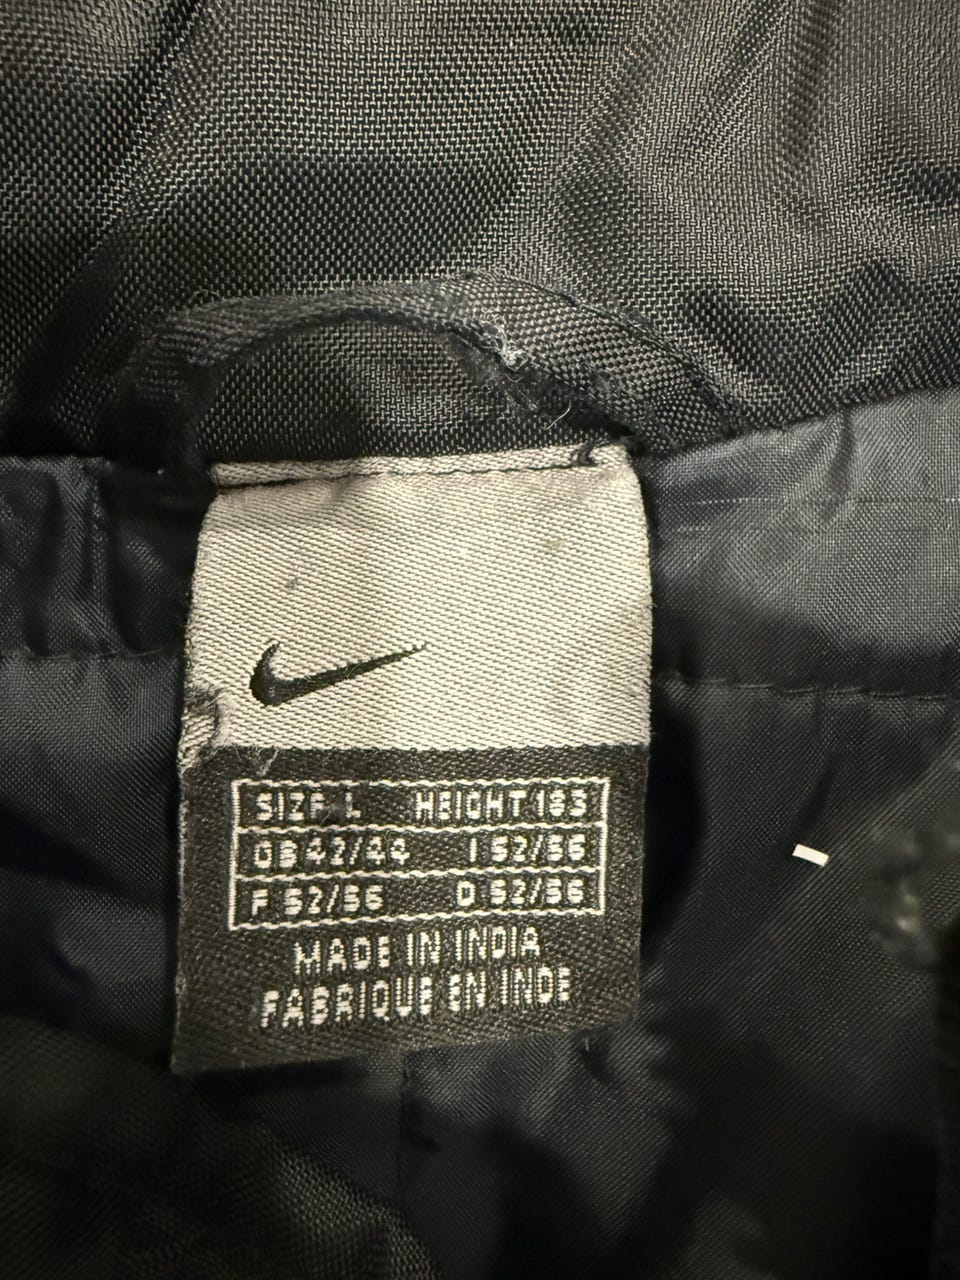 SIZE L HEIGHT 183
GB 42/44 I 52/56
F 52/56 D 52/56
MADE IN INDIA
FABRIQUE EN INDE